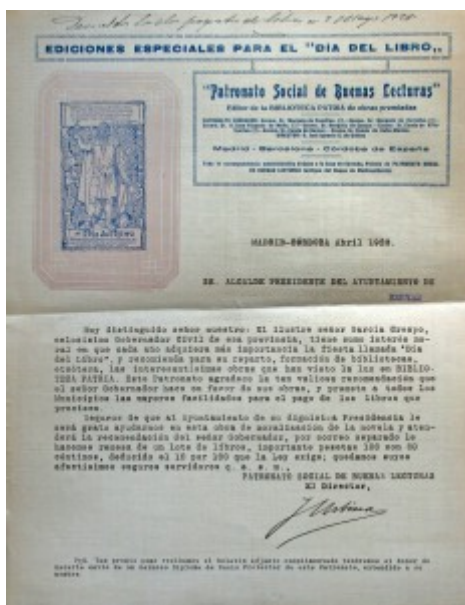 EDICIONES ESPECIALES PARA EL "DÍA DEL LIBRO"
"Patronato Social de Buenas Lecturas"
Editor de la BIBLIOTECA PATRIA de obras premiadas
Madrid - Barcelona - Córdoba de España
MADRID-CÓRDOBA Abril 1928.
SR. ALCALDE PRESIDENTE DEL AYUNTAMIENTO DE
Muy distinguido señor nuestro: El ilustre señor García Crespo,
celosísimo Gobernador Civil de esa provincia, tiene sumo interés mo-
ral en que cada año adquiera más importancia la fiesta llamada "Día
del Libro", y recomienda para su reparto, formación de bibliotecas,
etcétera, las interesantísimas obras que han visto la luz en BIBLIO-
TECA PATRIA. Este Patronato agradece la tan valiosa recomendación que
el señor Gobernador hace en favor de sus obras, y promete a todos los
Municipios las mayores facilidades para el pago de los libros que
precisen.
Seguros de que al Ayuntamiento de su dignísima Presidencia le
será grato ayudarnos en esta obra de moralización de la novela y aten-
derá la recomendación del señor Gobernador, por correo separado le
hacemos remesa de un lote de libros, importante pesetas 100 con 80
céntimos, deducido el 10 por 100 que la Ley exige; quedamos suyos
afectísimos seguros servidores q. e. s. m.,
PATRONATO SOCIAL DE BUENAS LECTURAS
El Director,